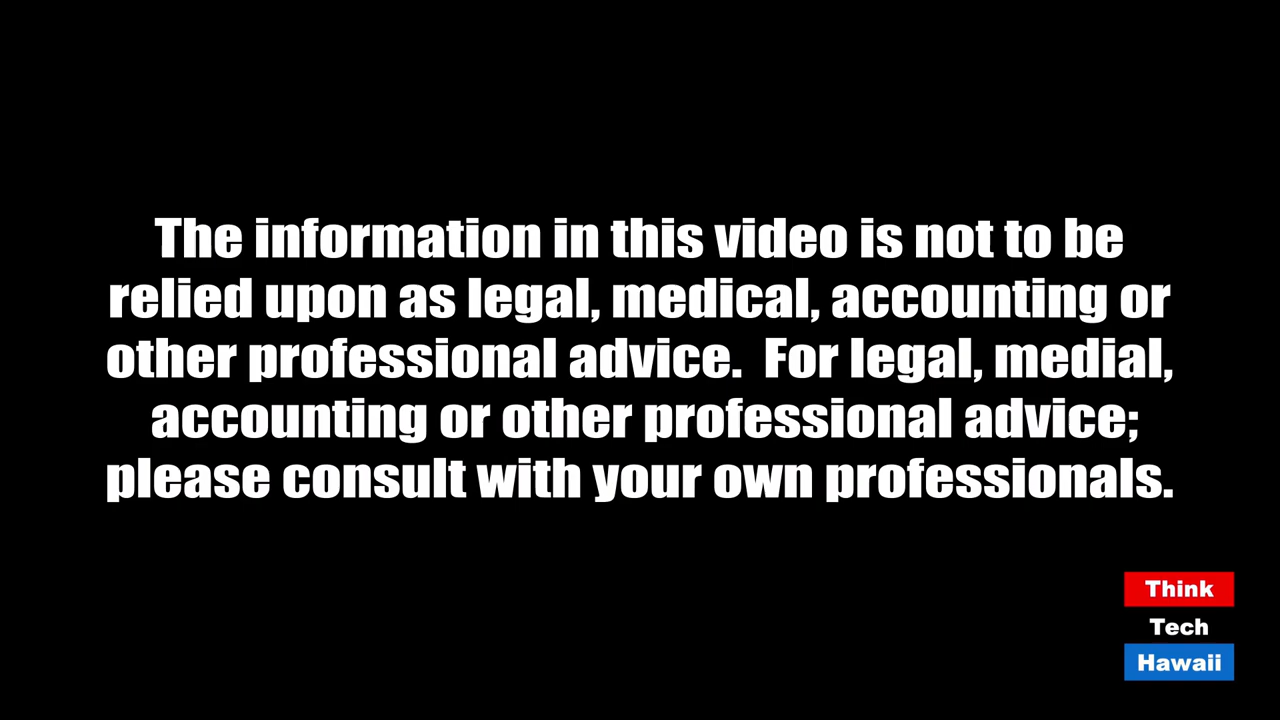 The information in this video is not to be
relied upon as legal, medical, accounting or
other professional advice.  For legal, medial,
accounting or other professional advice;
please consult with your own professionals.
Think
Tech
Hawaii